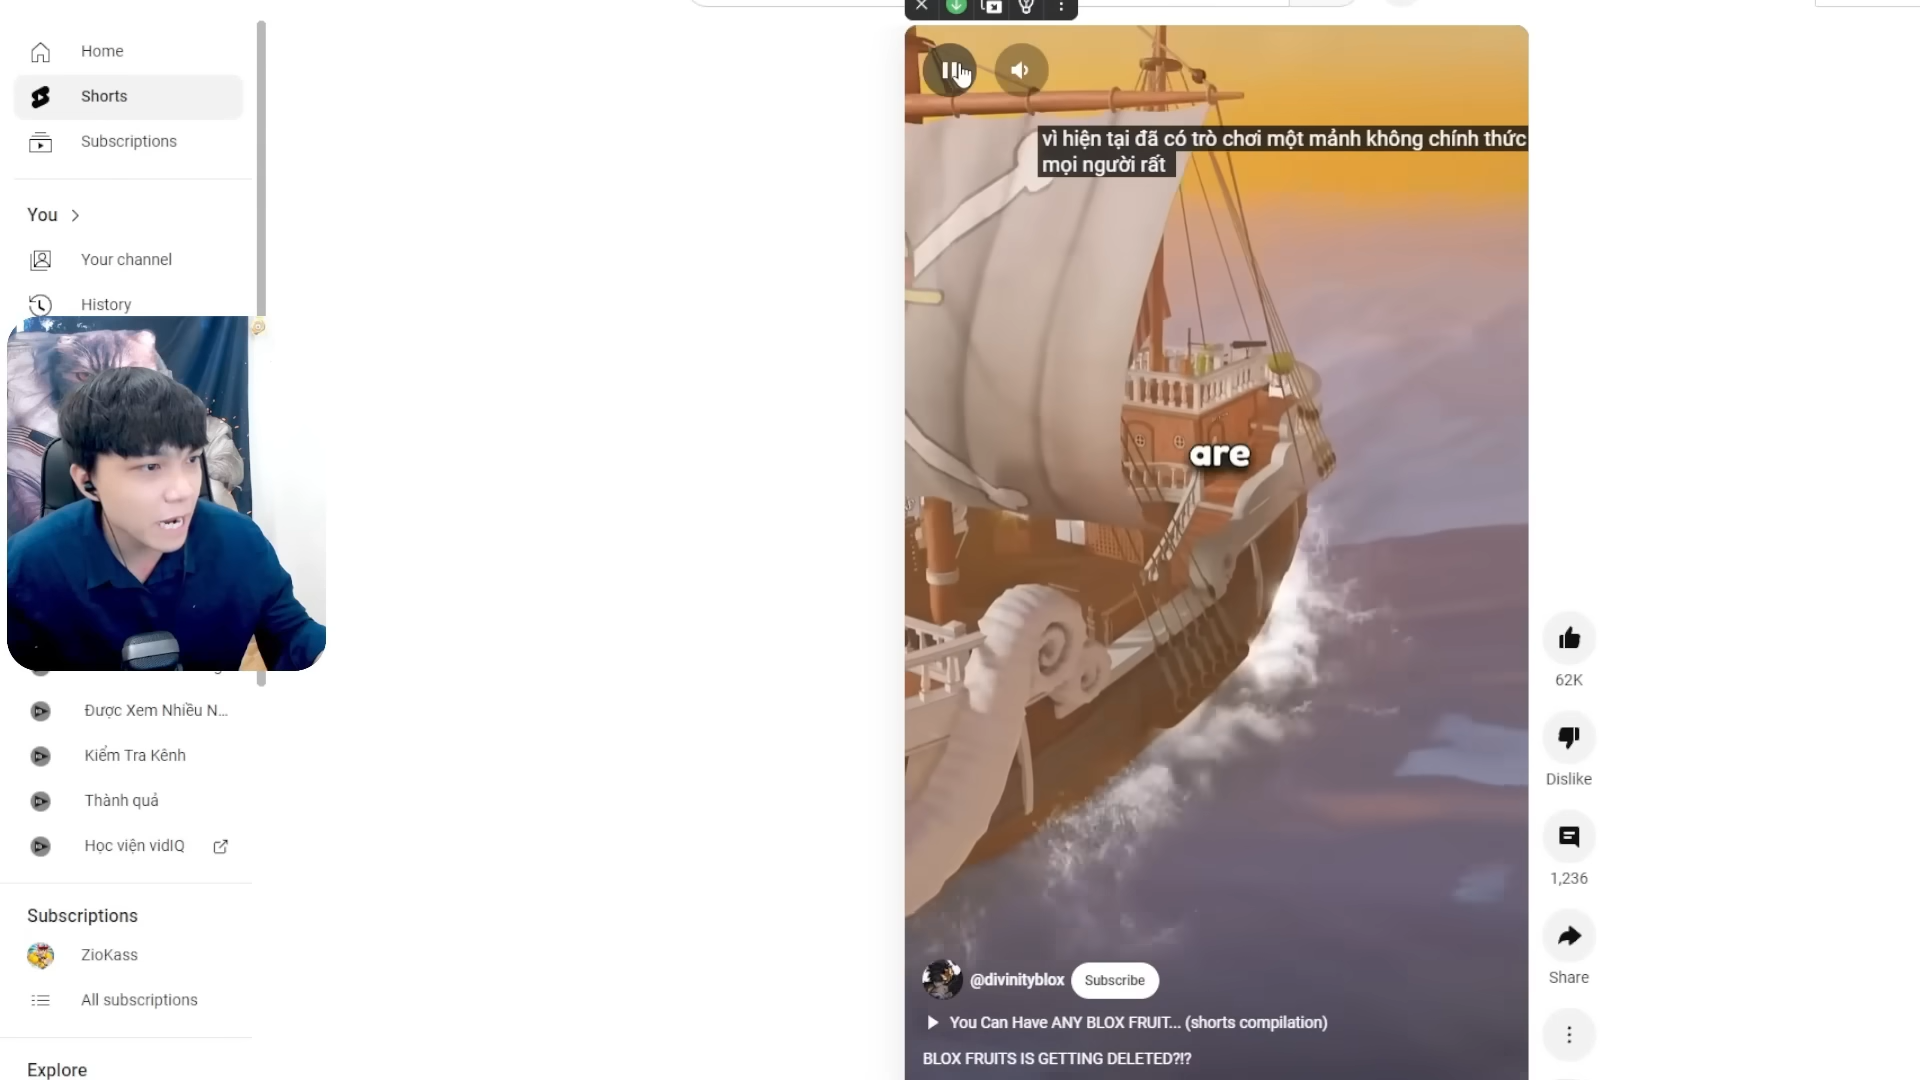 Home
Shorts
Subscriptions
You
Your channel
History
Được Xem Nhiều N...
Kiểm Tra Kênh
Thành quả
Học viện vidIQ
Subscriptions
ZioKass
All subscriptions
Explore
vì hiện tại đã có trò chơi một mảnh không chính thức
mọi người rất
are
@divinityblox
Subscribe
You Can Have ANY BLOX FRUIT... (shorts compilation)
BLOX FRUITS IS GETTING DELETED?!?
62K
Dislike
1,236
Share